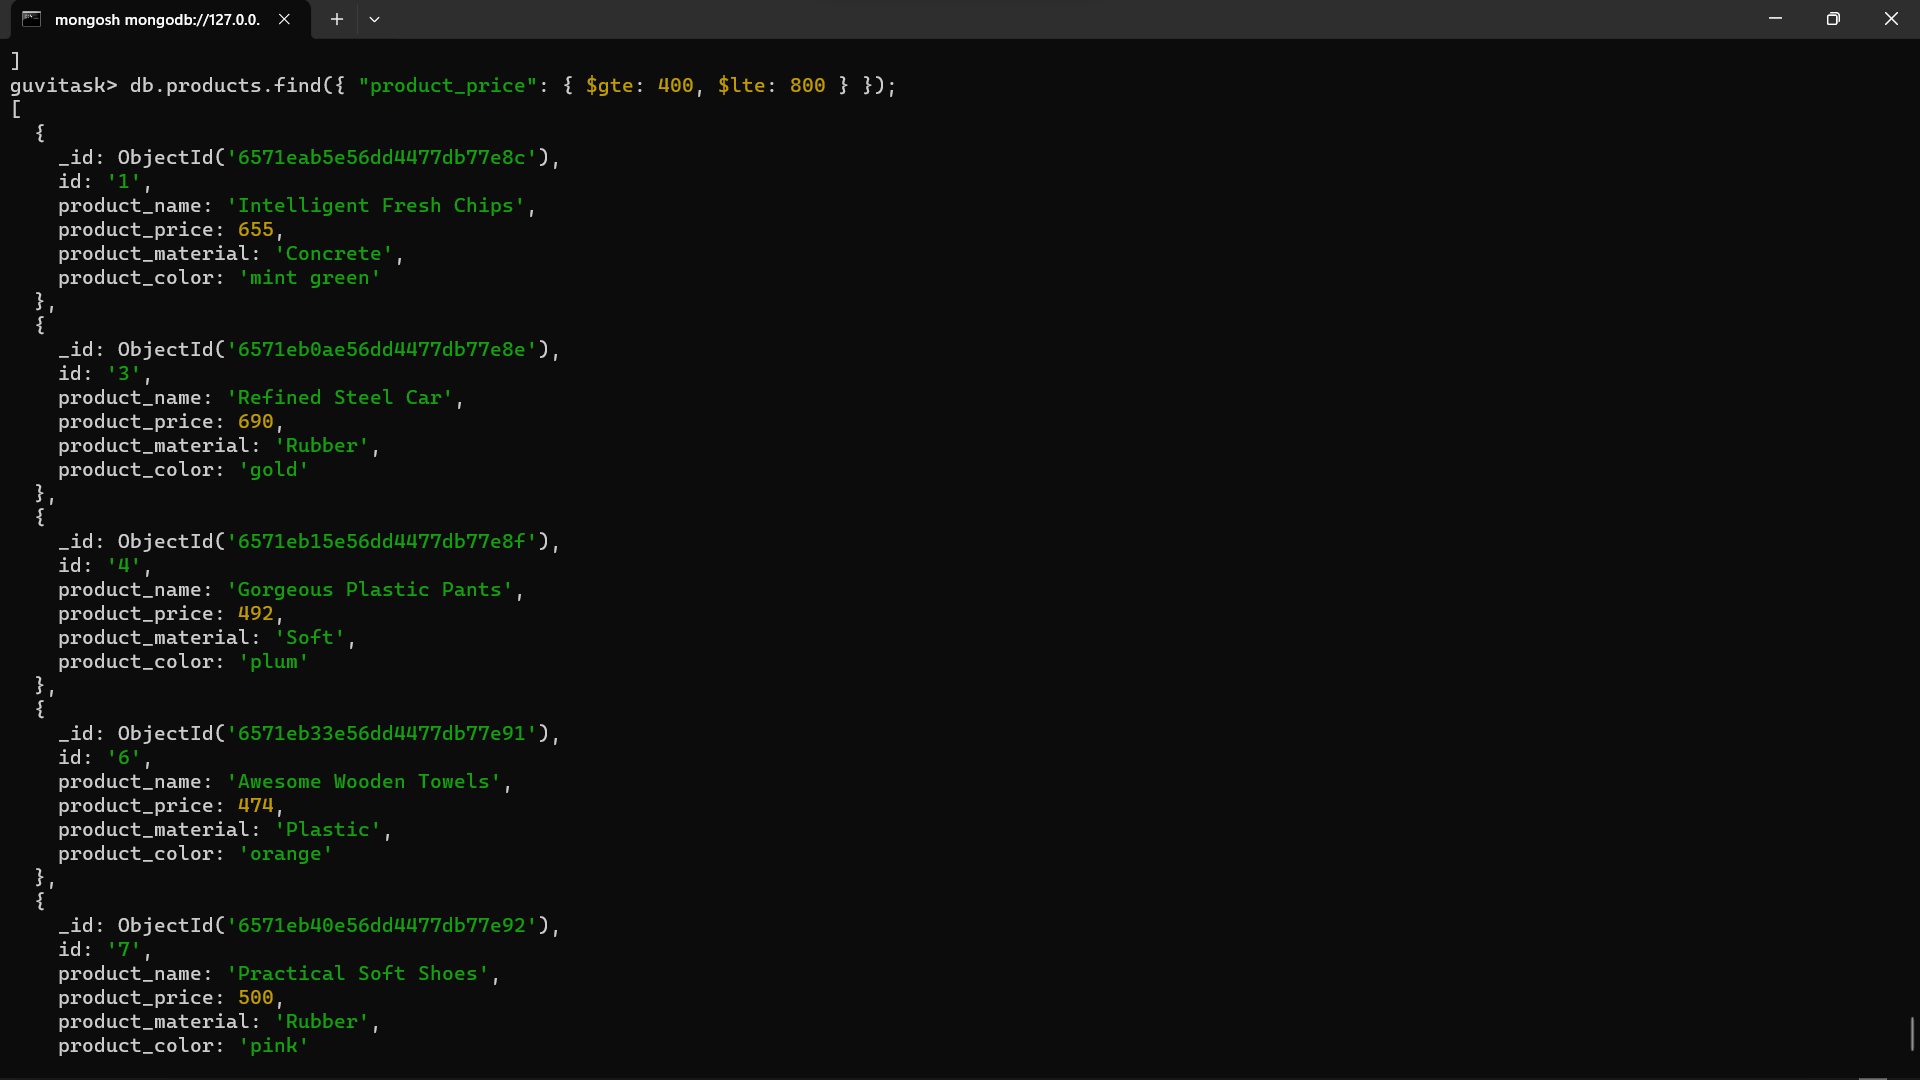 mongosh mongodb://127.0.0.
]
guvitask> db.products.find({ "product_price": { $gte: 400, $lte: 800 } });
[
  {
    _id: ObjectId('6571eab5e56dd4477db77e8c'),
    id: '1',
    product_name: 'Intelligent Fresh Chips',
    product_price: 655,
    product_material: 'Concrete',
    product_color: 'mint green'
  },
  {
    _id: ObjectId('6571eb0ae56dd4477db77e8e'),
    id: '3',
    product_name: 'Refined Steel Car',
    product_price: 690,
    product_material: 'Rubber',
    product_color: 'gold'
  },
  {
    _id: ObjectId('6571eb15e56dd4477db77e8f'),
    id: '4',
    product_name: 'Gorgeous Plastic Pants',
    product_price: 492,
    product_material: 'Soft',
    product_color: 'plum'
  },
  {
    _id: ObjectId('6571eb33e56dd4477db77e91'),
    id: '6',
    product_name: 'Awesome Wooden Towels',
    product_price: 474,
    product_material: 'Plastic',
    product_color: 'orange'
  },
  {
    _id: ObjectId('6571eb40e56dd4477db77e92'),
    id: '7',
    product_name: 'Practical Soft Shoes',
    product_price: 500,
    product_material: 'Rubber',
    product_color: 'pink'